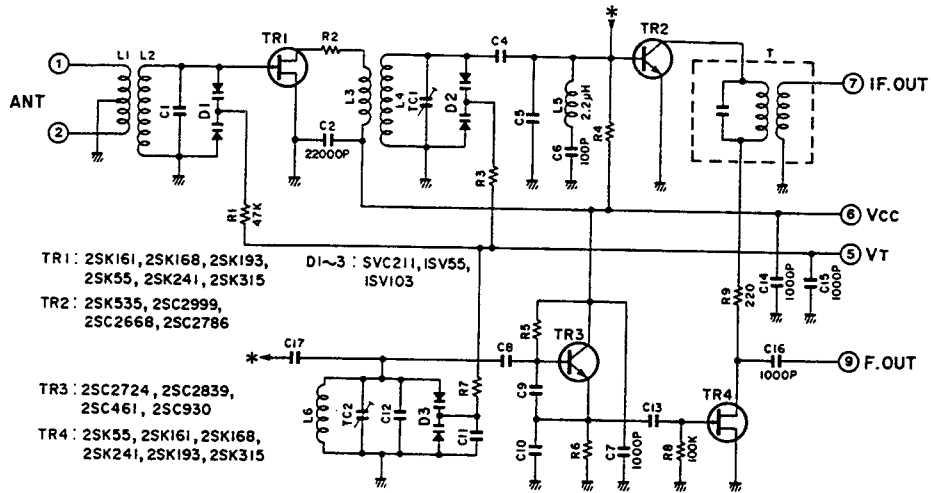 TR1
R2
L1
L2
1
ANT
2
C1
D1
L3
C2
22000P
L4
TC1
D2
C4
*
TR2
C5
L5
2.2μH
C6
100P
R4
R3
T
7 IF.OUT
6 Vcc
5 VT
R1
47K
TR1: 2SK161, 2SK168, 2SK193,
2SK55, 2SK241, 2SK315
TR2: 2SK535, 2SC2999,
2SC2668, 2SC2786
D1~3: SVC211, 1SV55,
1SV103
R9
220
C14
1000P
C15
1000P
C16
1000P
9 F.OUT
*
C17
C8
R5
TR3
TR3: 2SC2724, 2SC2839,
2SC461, 2SC930
TR4: 2SK55, 2SK161, 2SK168,
2SK241, 2SK193, 2SK315
L6
TC2
C12
D3
R7
C11
C9
C10
R6
C7
1000P
C13
R8
100K
TR4